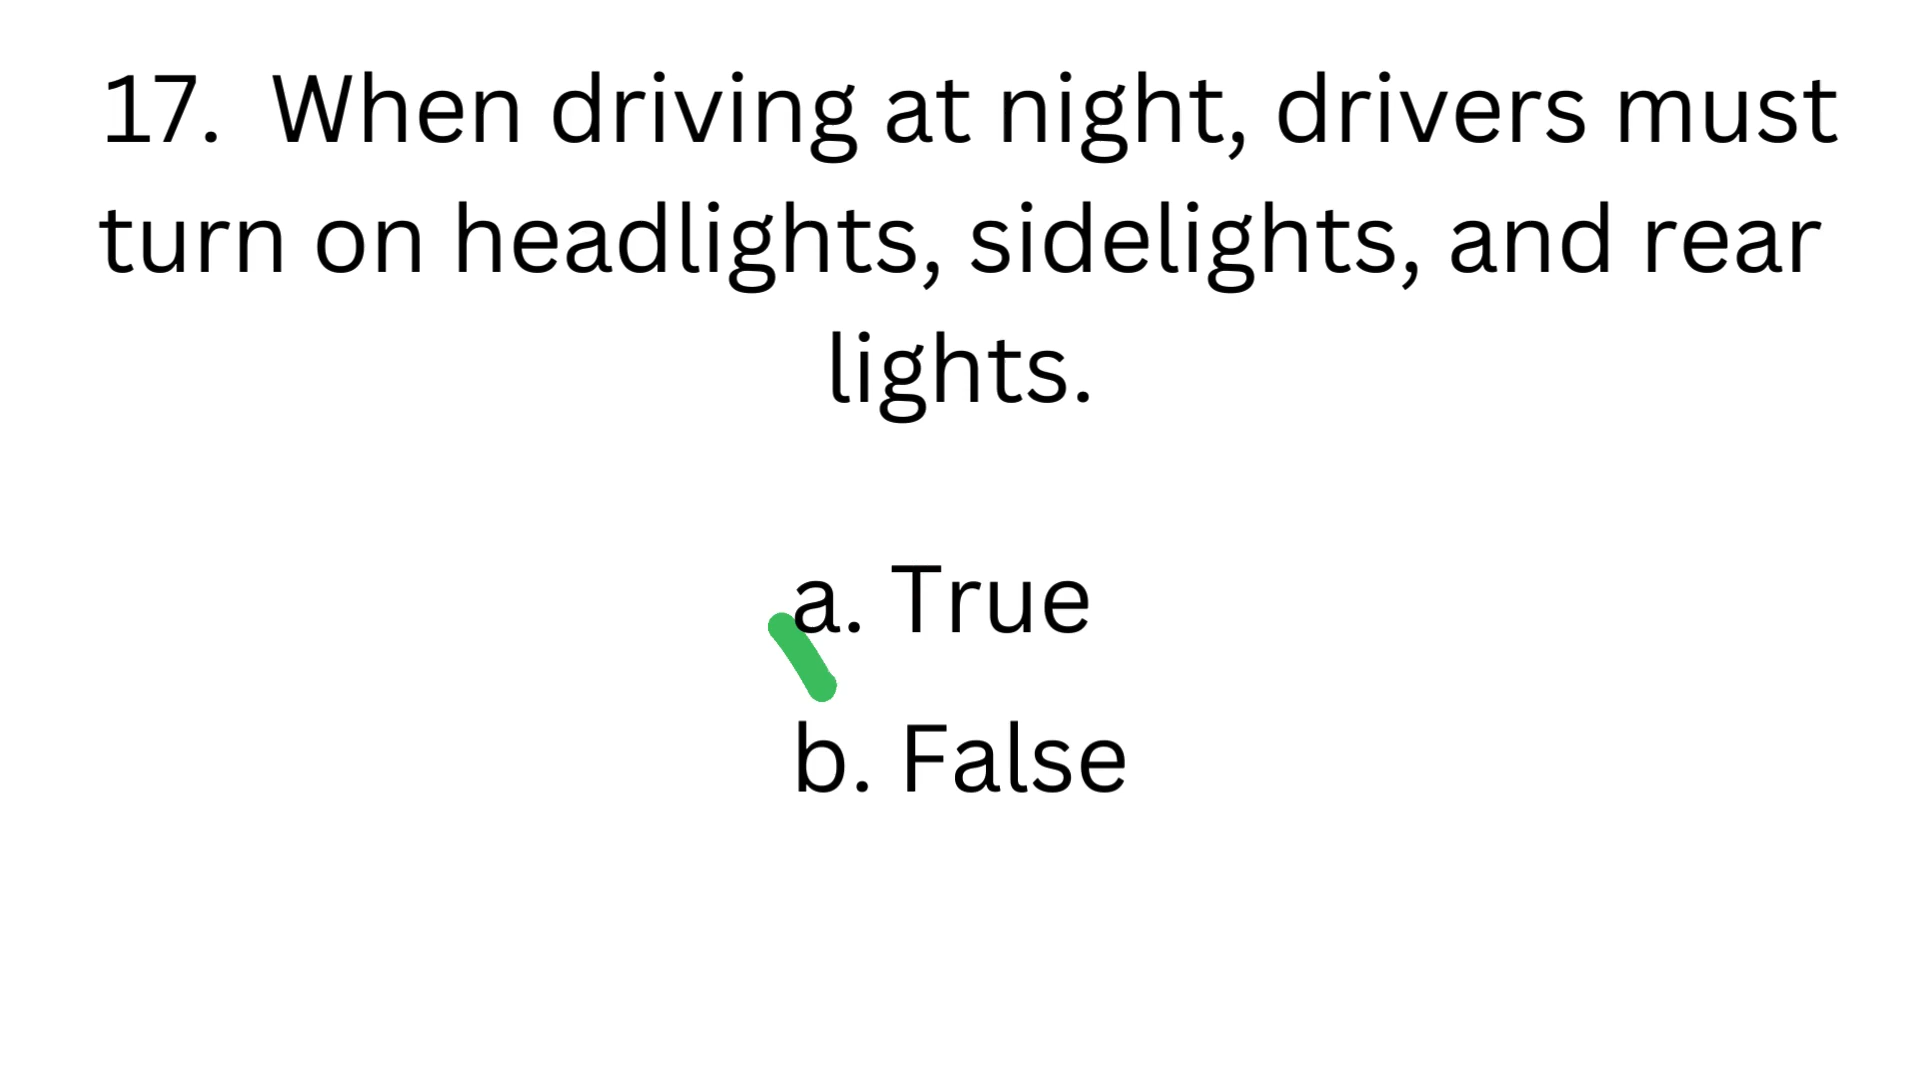 17. When driving at night, drivers must
turn on headlights, sidelights, and rear
lights.
a. True
b. False